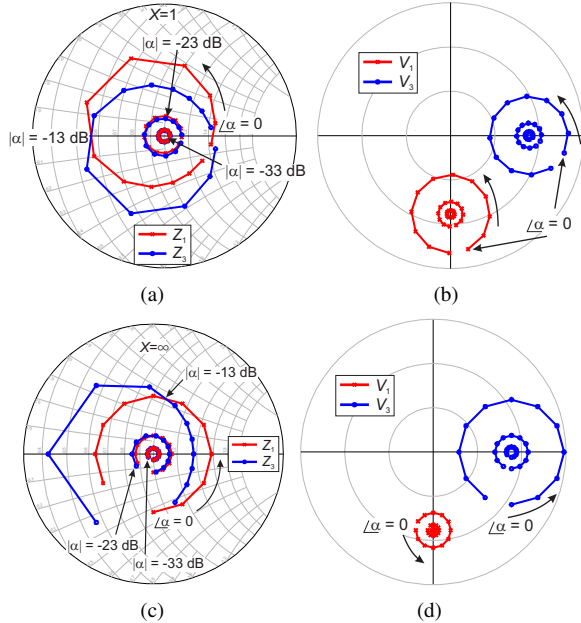 X=1
|α| = -23 dB
|α| = -13 dB
∠α = 0
|α| = -33 dB
Z1
Z3
(a)
V1
V3
∠α = 0
(b)
X=∞
|α| = -13 dB
Z1
Z3
∠α = 0
|α| = -23 dB
|α| = -33 dB
(c)
V1
V3
∠α = 0
∠α = 0
(d)